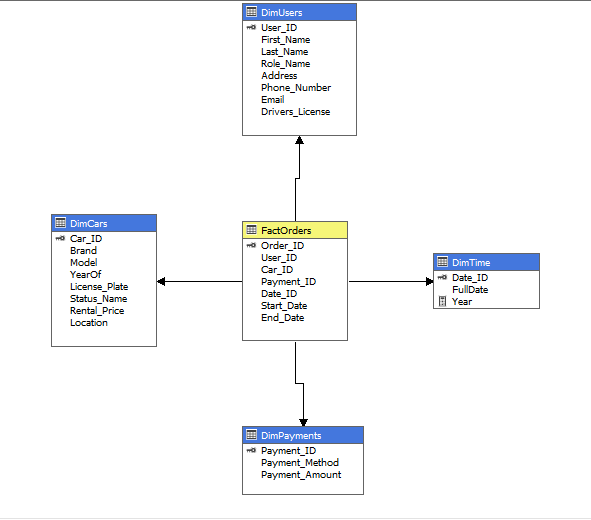 DimUsers
User_ID
First_Name
Last_Name
Role_Name
Address
Phone_Number
Email
Drivers_License
DimCars
Car_ID
Brand
Model
YearOf
License_Plate
Status_Name
Rental_Price
Location
FactOrders
Order_ID
User_ID
Car_ID
Payment_ID
Date_ID
Start_Date
End_Date
DimTime
Date_ID
FullDate
Year
DimPayments
Payment_ID
Payment_Method
Payment_Amount